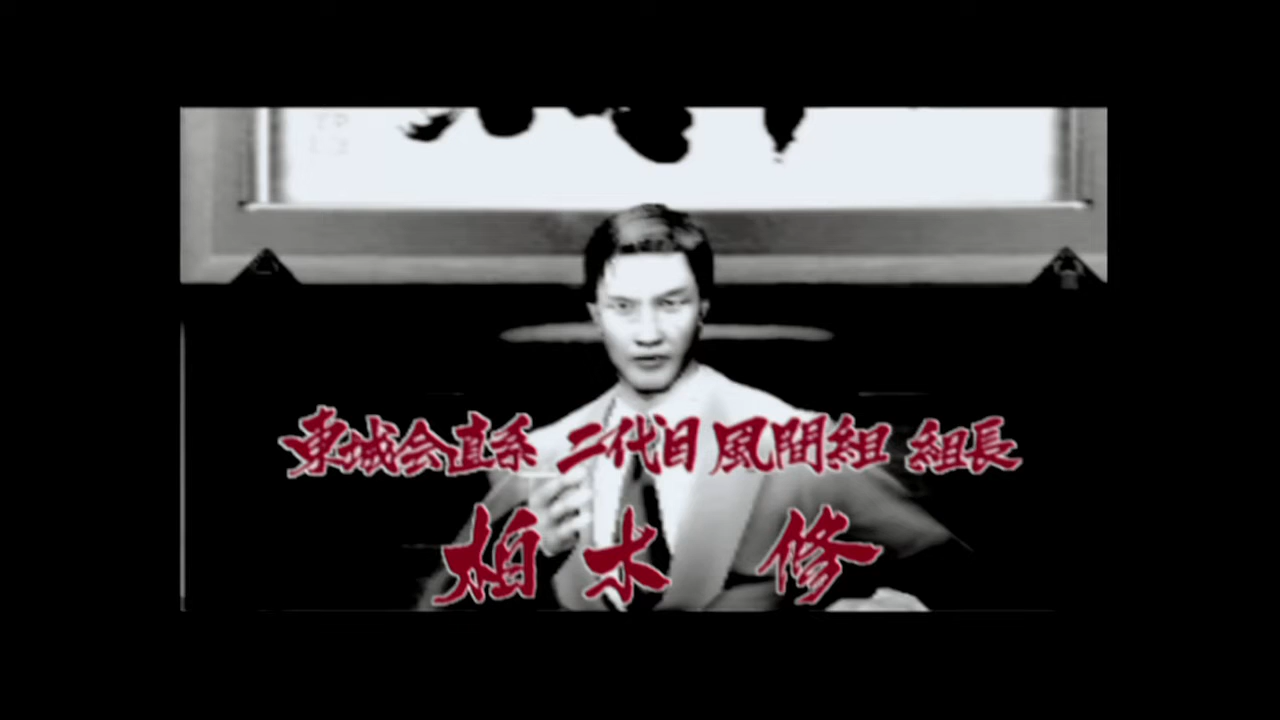 東城会直系 二代目 風間組 組長
柏木 修